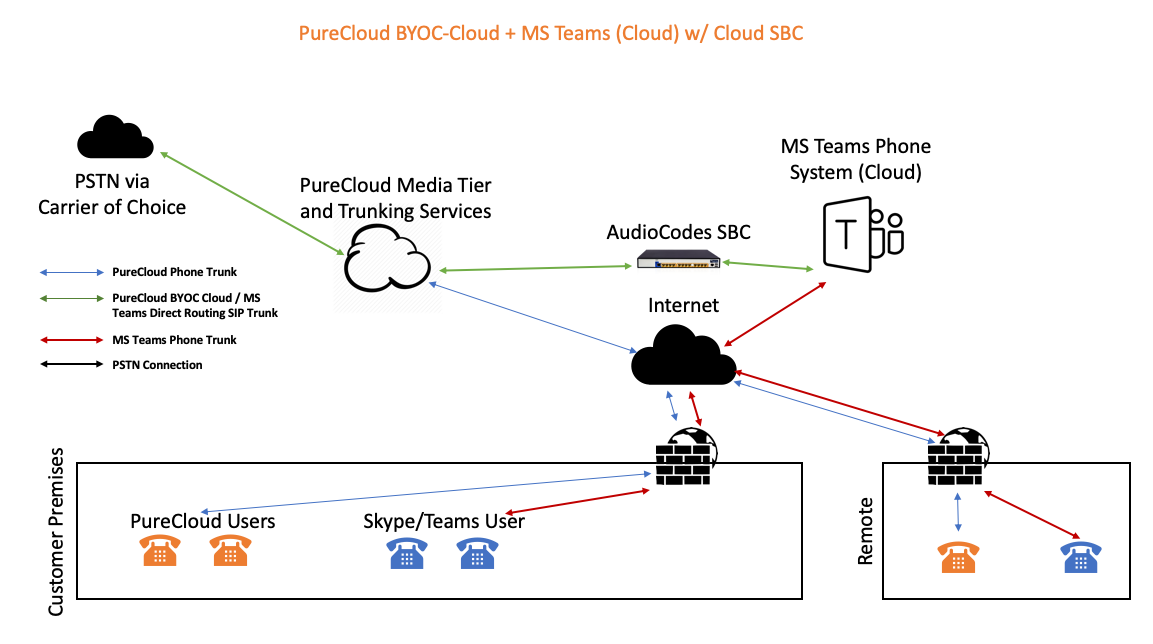 PureCloud BYOC-Cloud + MS Teams (Cloud) w/ Cloud SBC
PSTN via
Carrier of Choice
PureCloud Media Tier
and Trunking Services
AudioCodes SBC
MS Teams Phone
System (Cloud)
T
Internet
PureCloud Phone Trunk
PureCloud BYOC Cloud / MS
Teams Direct Routing SIP Trunk
MS Teams Phone Trunk
PSTN Connection
Customer Premises
PureCloud Users
Skype/Teams User
Remote